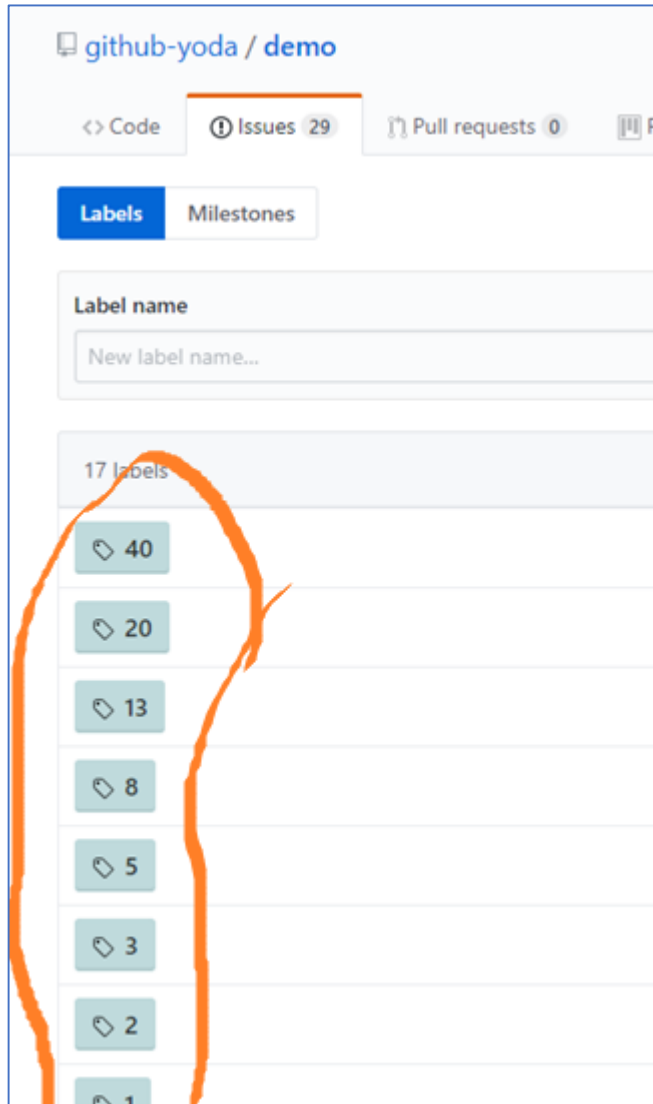 github-yoda / demo
<> Code Issues 29 Pull requests 0
Labels Milestones
Label name
New label name...
17 labels
40
20
13
8
5
3
2
1